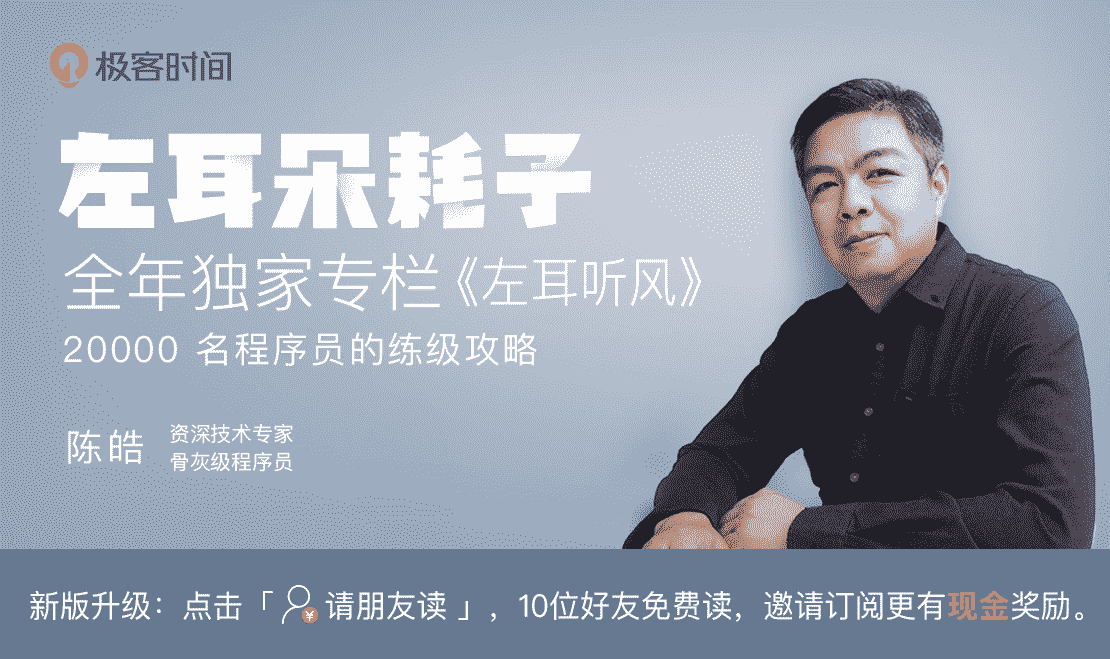 极客时间
左耳朵耗子
全年独家专栏《左耳听风》
20000 名程序员的练级攻略
陈皓
资深技术专家
骨灰级程序员
新版升级：点击「 ¥ 请朋友读 」，10位好友免费读，邀请订阅更有现金奖励。